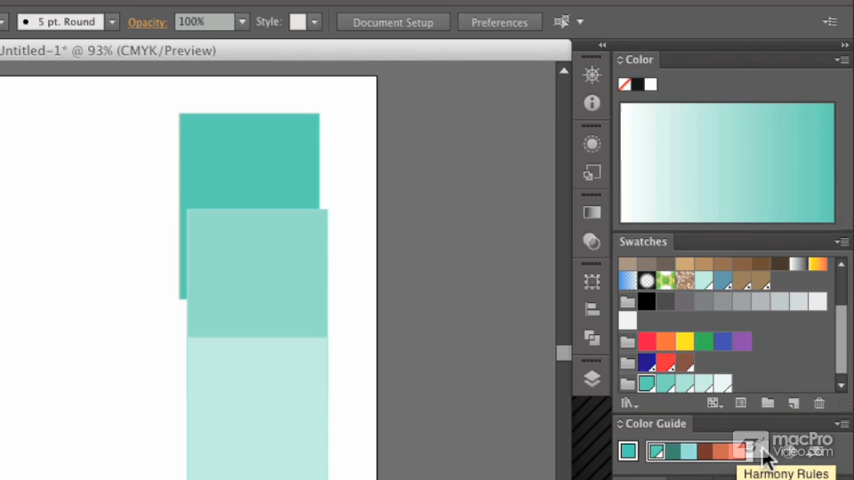 5 pt. Round
Opacity:
100%
Style:
Document Setup
Preferences
Untitled-1* @ 93% (CMYK/Preview)
Color
Swatches
Color Guide
macPro
Video.com
Harmony Rules